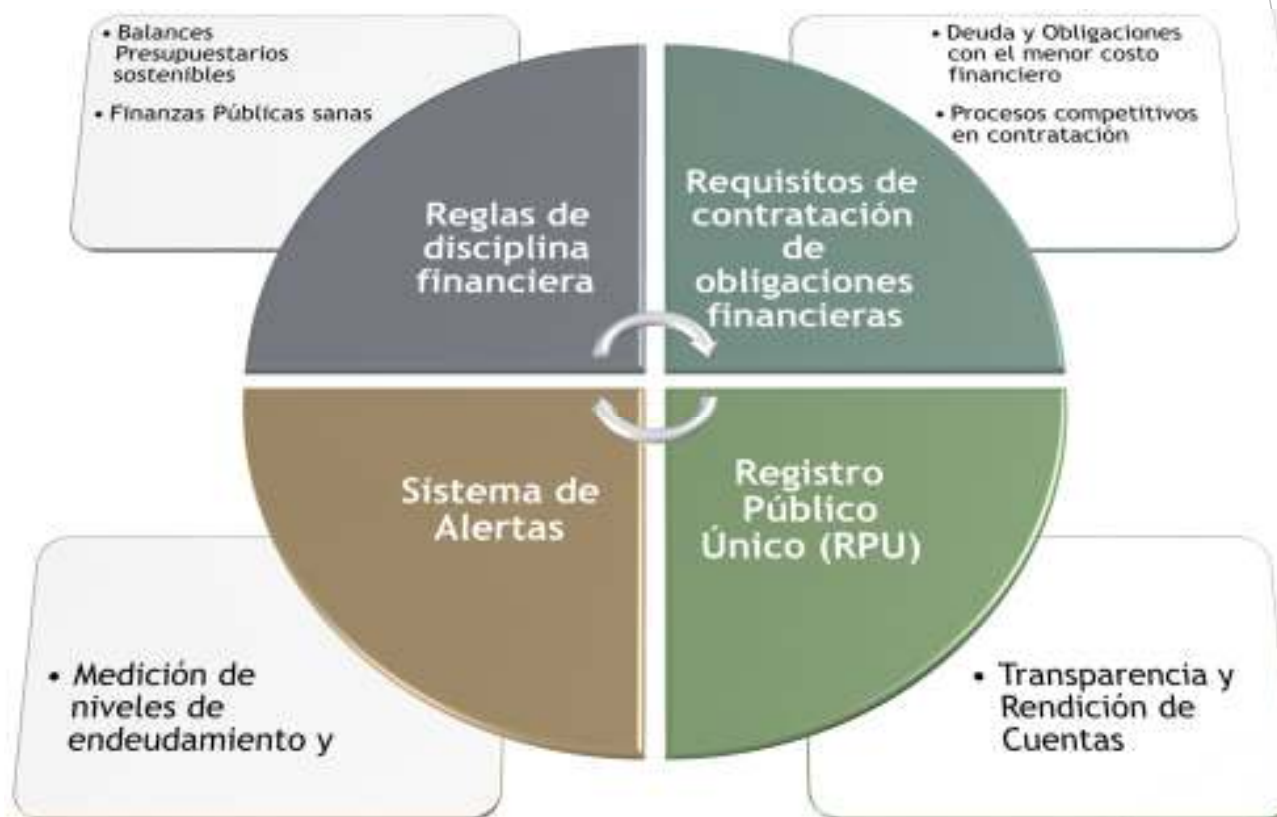 • Balances
Presupuestarios
sostenibles
• Finanzas Públicas sanas
• Deuda y Obligaciones
con el menor costo
financiero
• Procesos competitivos
en contratación
Reglas de
disciplina
financiera
Requisitos de
contratación
de
obligaciones
financieras
Sistema de
Alertas
Registro
Público
Único (RPU)
• Medición de
niveles de
endeudamiento y
• Transparencia y
Rendición de
Cuentas